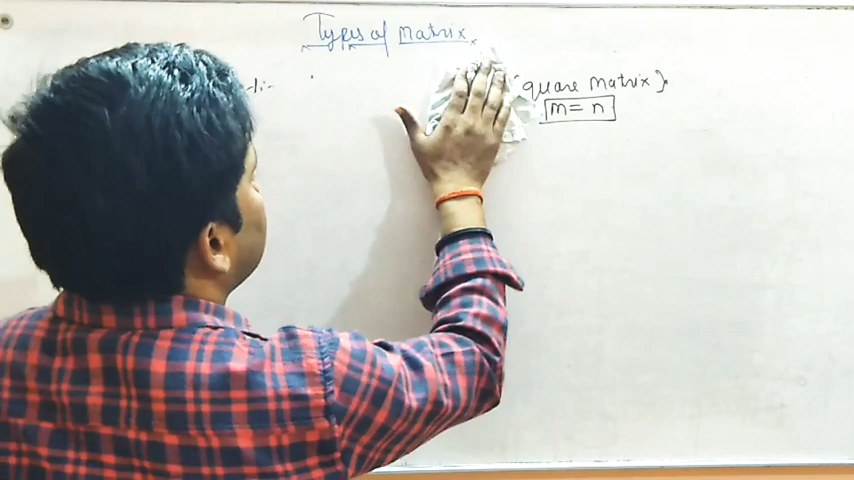 Types of Matrix
quare Matrix }.
m = n